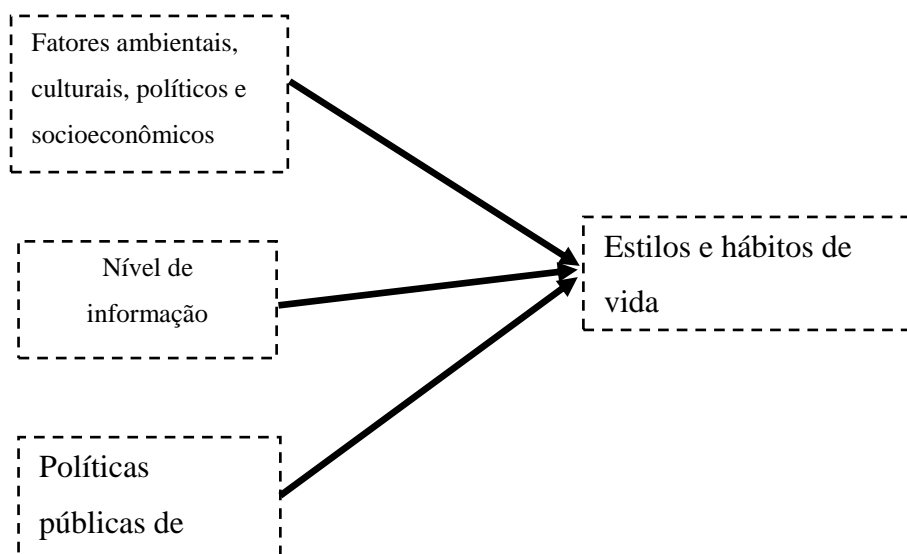 Fatores ambientais,
culturais, políticos e
socioeconômicos
Nível de
informação
Estilos e hábitos de
vida
Políticas
públicas de